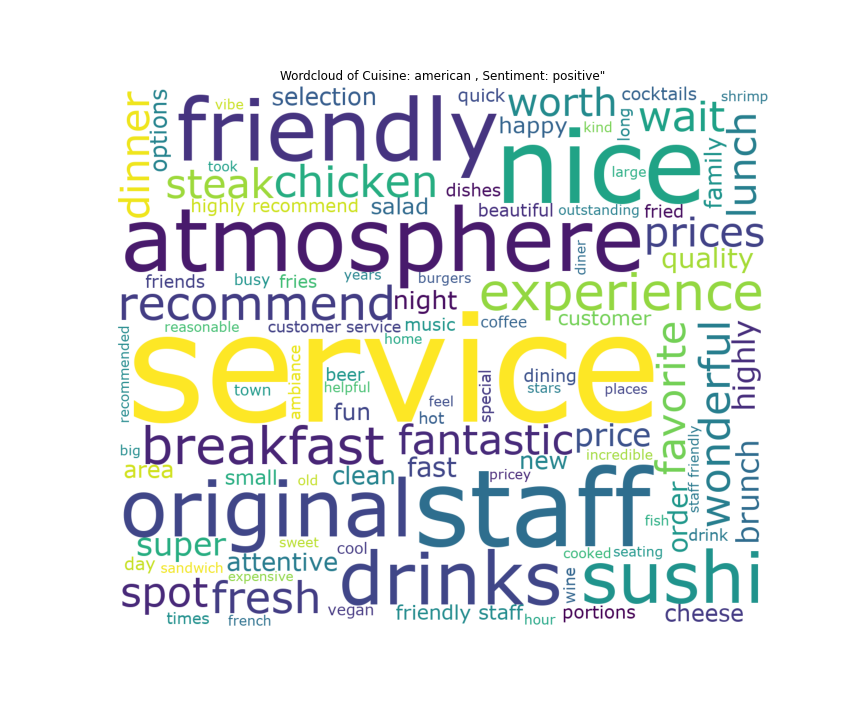 Wordcloud of Cuisine: american , Sentiment: positive"
dinner
options
vibe
friendly
selection
quick
worth
cocktails
shrimp
happy
kind
long
wait
lunch
family
nice
large
took
steak
chicken
dishes
highly recommend
salad
beautiful
outstanding
fried
atmosphere
diner
prices
quality
friends
busy
fries
years
burgers
experience
recommend
night
customer
recommended
reasonable
customer service
music
coffee
home
service
ambiance
town
beer
helpful
fun
hot
feel
special
dining
stars
places
favorite
wonderful
highly
big
breakfast
fantastic
price
incredible
area
small
old
clean
fast
pricey
new
staff friendly
brunch
order
original
staff
fish
drink
super
sweet
cool
cooked
seating
day
sandwich
attentive
expensive
drinks
wine
sushi
spot
fresh
vegan
friendly staff
hour
portions
cheese
times
french